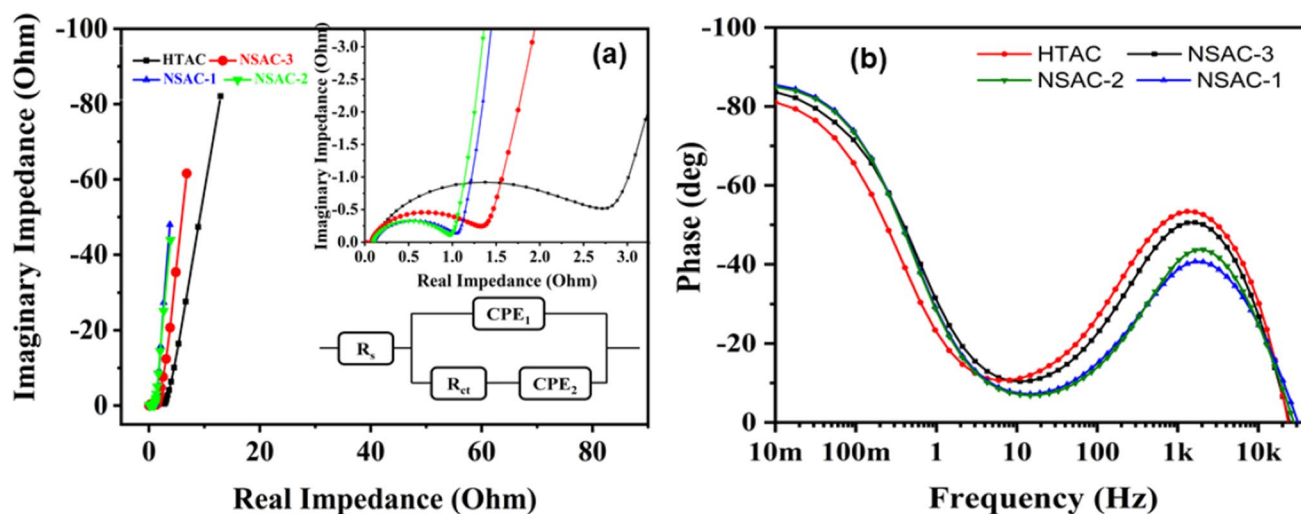 -100
-80
-60
-40
-20
0
0
20
40
60
80
Imaginary Impedance (Ohm)
Real Impedance (Ohm)
HTAC
NSAC-3
NSAC-1
NSAC-2
(a)
-3.0
-2.5
-2.0
-1.5
-1.0
-0.5
0.0
0.0
0.5
1.0
1.5
2.0
2.5
3.0
Imaginary Impedance (Ohm)
Real Impedance (Ohm)
Rs
CPE1
Rct
CPE2
(b)
HTAC
NSAC-3
NSAC-2
NSAC-1
-100
-80
-60
-40
-20
0
Phase (deg)
10m
100m
1
10
100
1k
10k
Frequency (Hz)